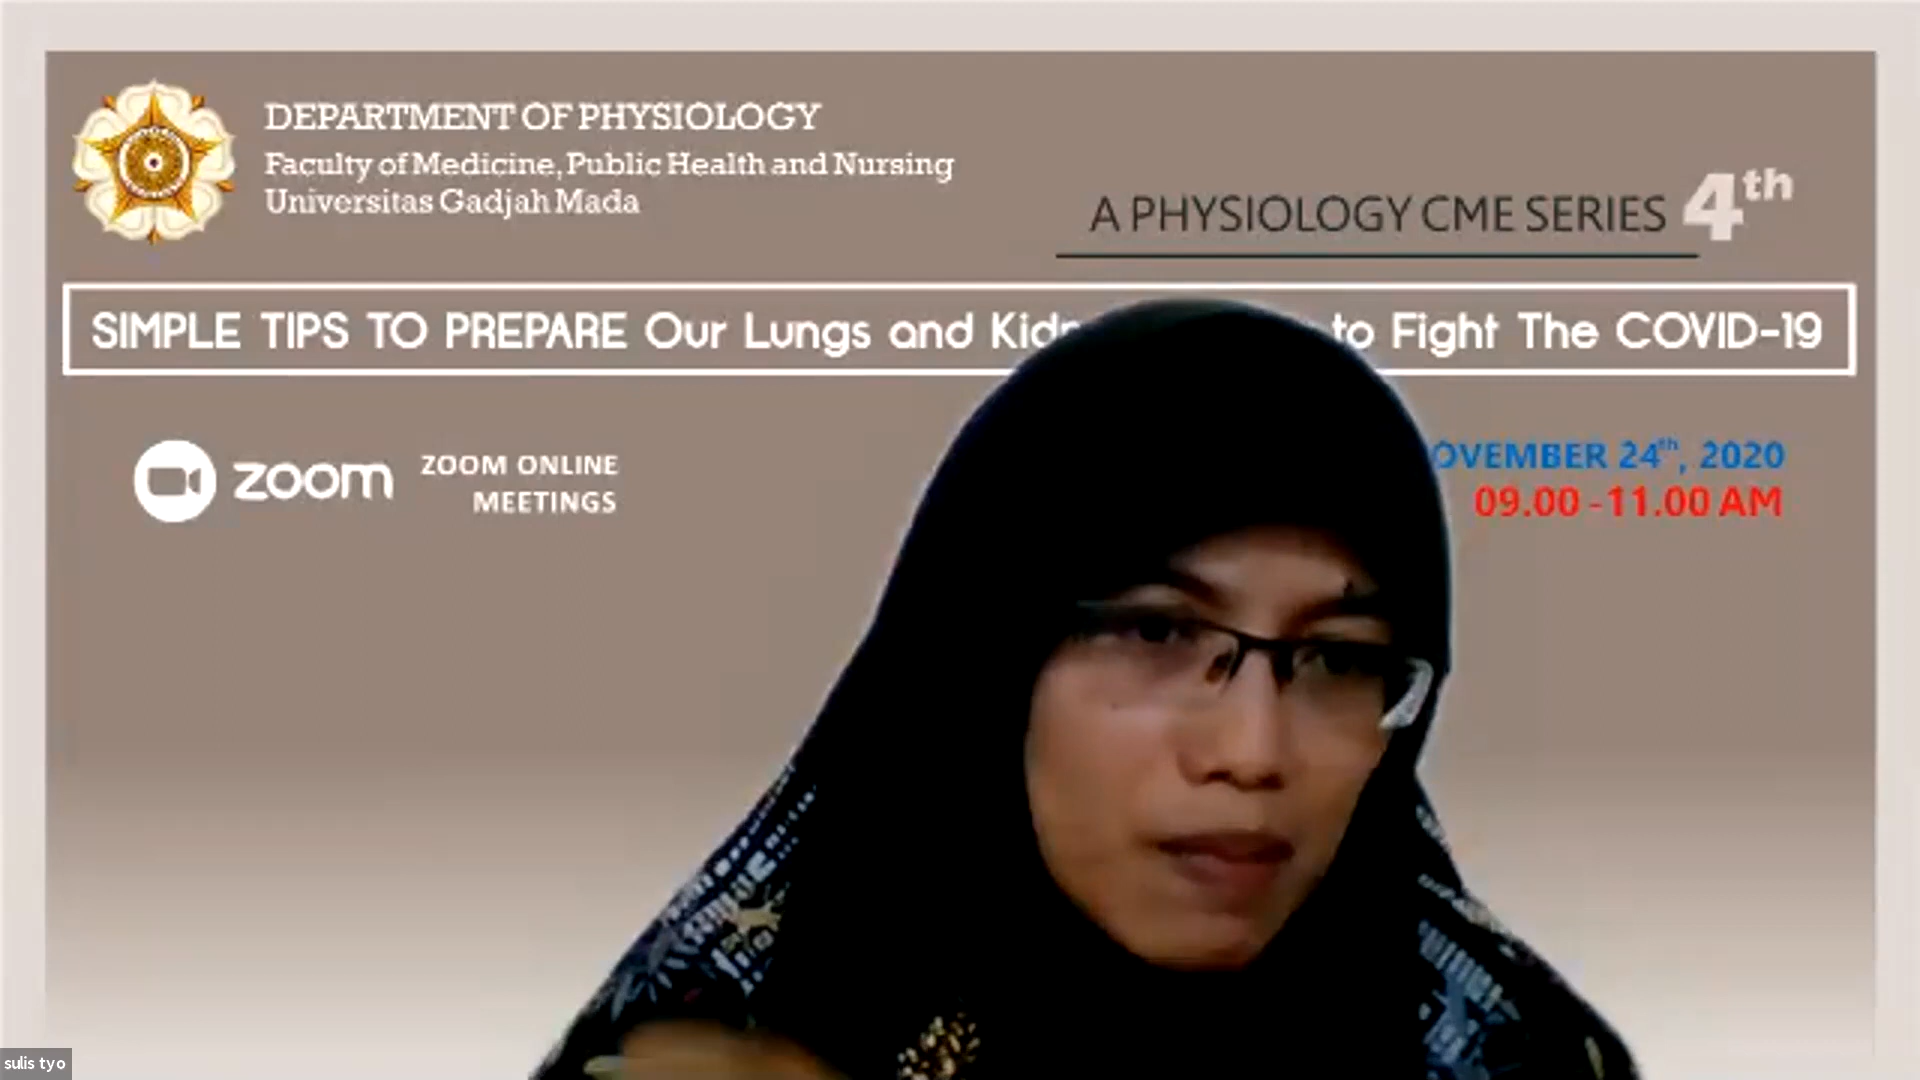 DEPARTMENT OF PHYSIOLOGY
Faculty of Medicine, Public Health and Nursing
Universitas Gadjah Mada
A PHYSIOLOGY CME SERIES 4th
SIMPLE TIPS TO PREPARE Our Lungs and to Fight The COVID-19
zoom
ZOOM ONLINE
MEETINGS
24th, 2020
09.00 - 11.00 AM
sulis tyo